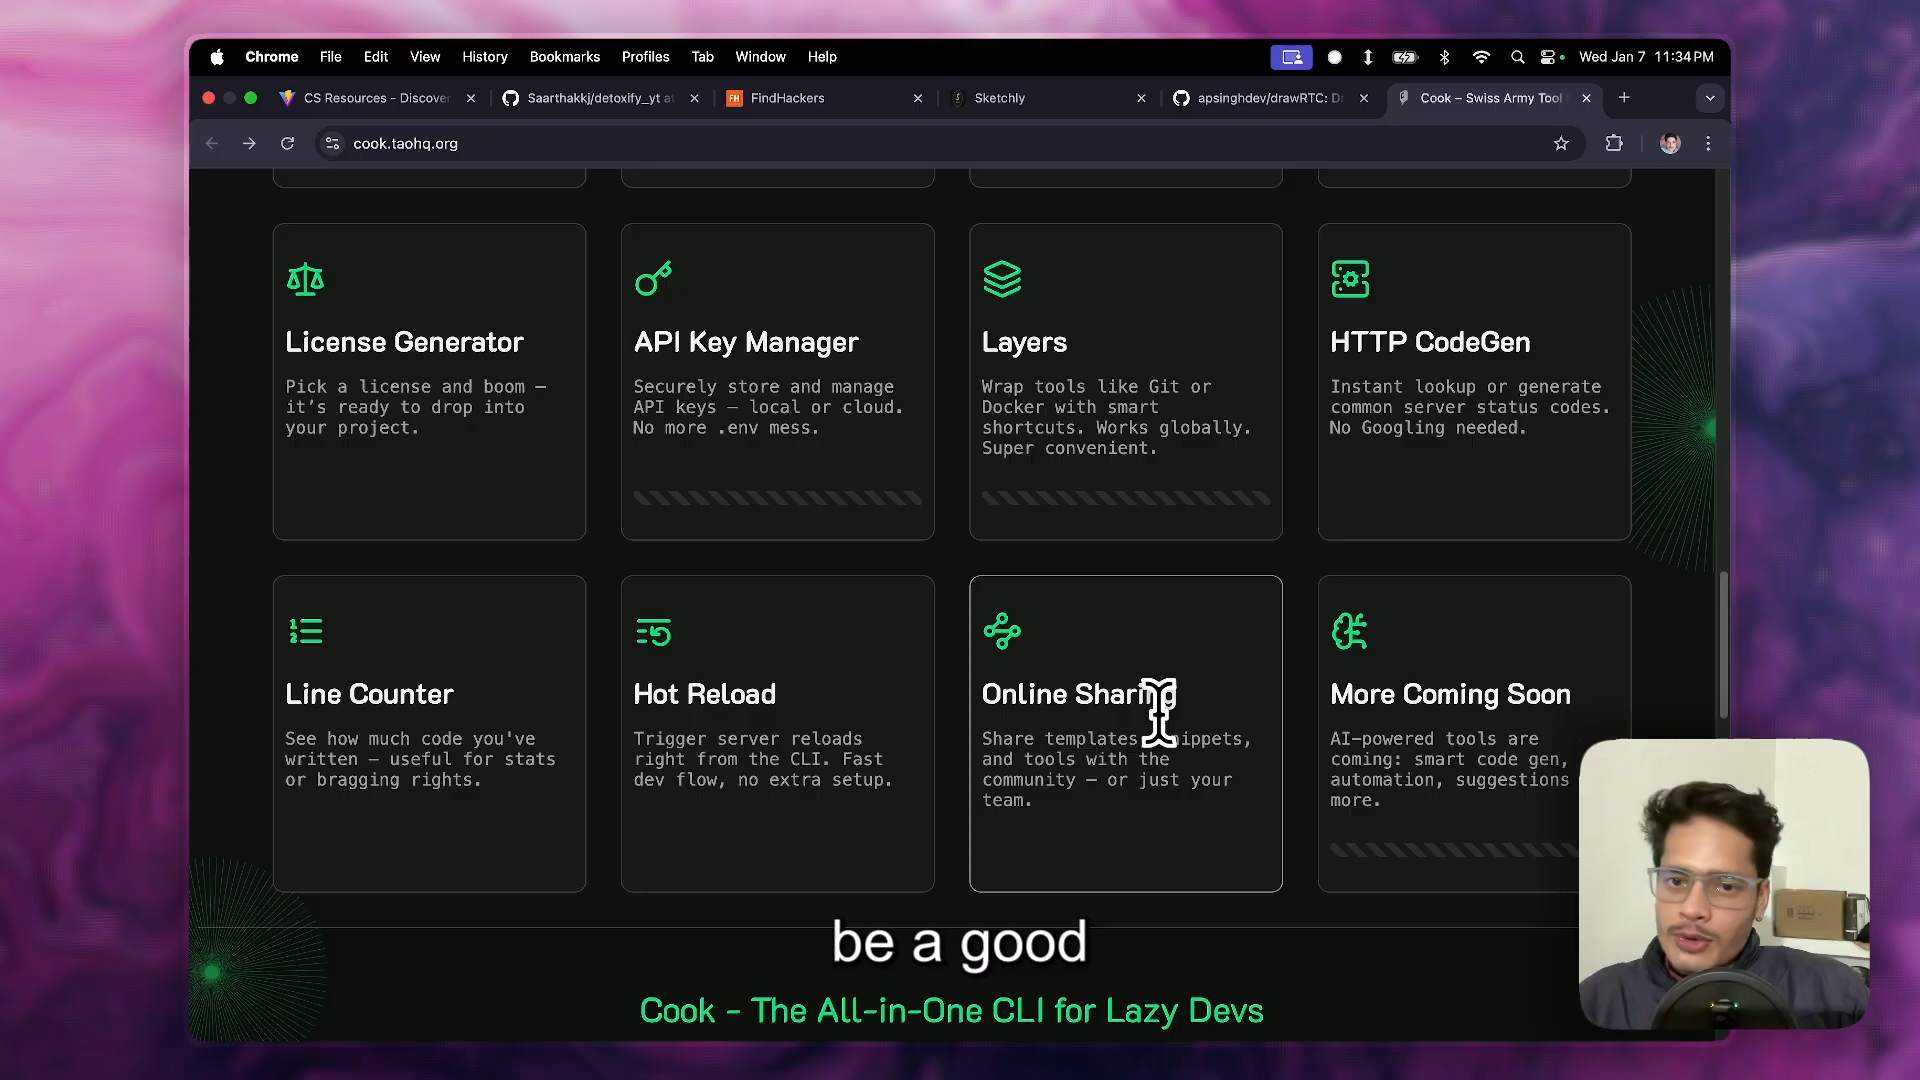 Chrome File Edit View History Bookmarks Profiles Tab Window Help Wed Jan 7 11:34 PM
CS Resources - Discover Saarthakkj/detoxify_yt at FH FindHackers Sketchly apsinghdev/drawRTC: Dr Cook – Swiss Army Tool
cook.taohq.org
License Generator
Pick a license and boom —
it’s ready to drop into
your project.
API Key Manager
Securely store and manage
API keys — local or cloud.
No more .env mess.
Layers
Wrap tools like Git or
Docker with smart
shortcuts. Works globally.
Super convenient.
HTTP CodeGen
Instant lookup or generate
common server status codes.
No Googling needed.
Line Counter
See how much code you've
written — useful for stats
or bragging rights.
Hot Reload
Trigger server reloads
right from the CLI. Fast
dev flow, no extra setup.
Online Sharing
Share templates, snippets,
and tools with the
community — or just your
team.
More Coming Soon
AI-powered tools are
coming: smart code gen,
automation, suggestions
more.
be a good
Cook - The All-in-One CLI for Lazy Devs